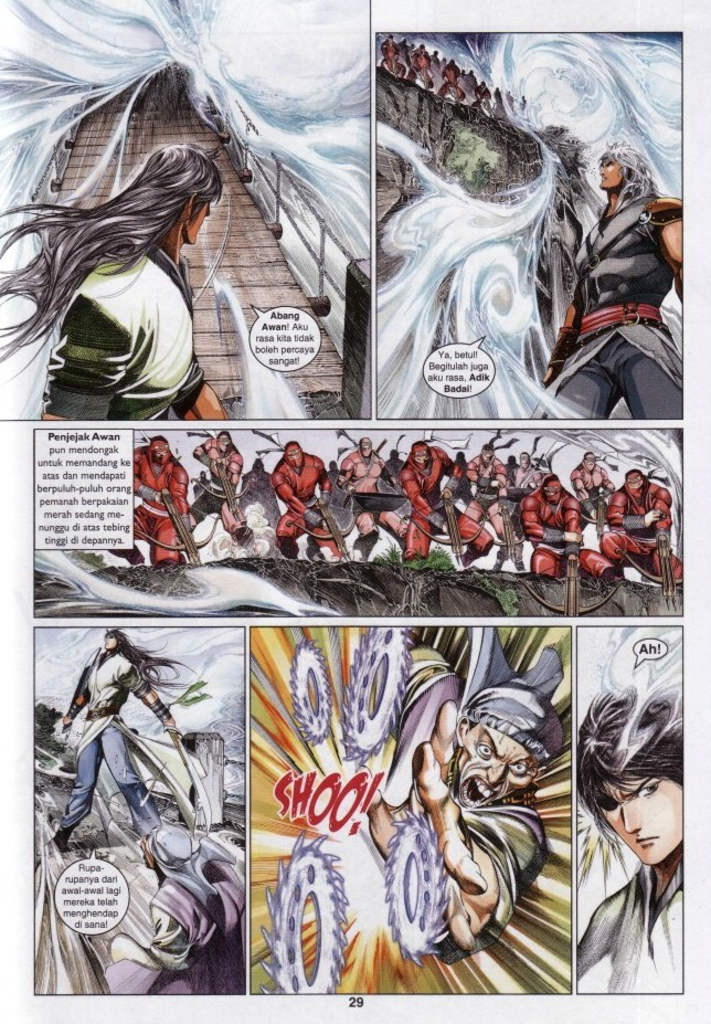 Abang
Awan! Aku
rasa kita tidak
boleh percaya
sangat!
Ya, betul!
Begitulah juga
aku rasa, Adik
Badai!
Penjejak Awan
pun mendongak
untuk memandang ke
atas dan mendapati
berpuluh-puluh orang
pemanah berpakaian
merah sedang me-
nunggu di atas tebing
tinggi di depannya.
Rupa-
rupanya dari
awal-awal lagi
mereka telah
menghendap
di sana!
SHOO!
Ah!
29